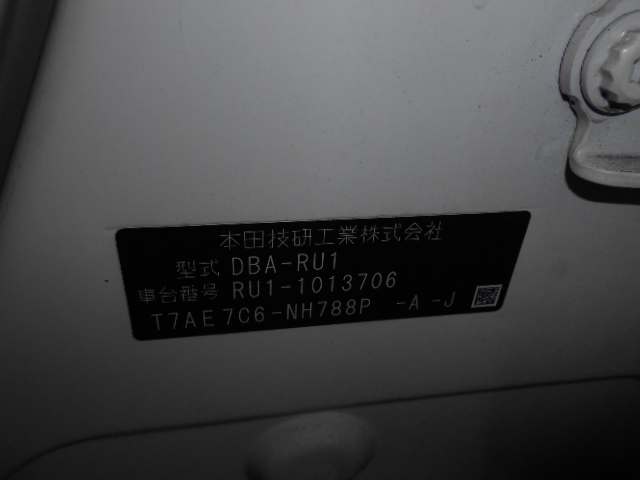 本田技研工業株式会社
型式 DBA-RU1
車台番号 RU1-1013706
T7AE7C6-NH788P -A-J